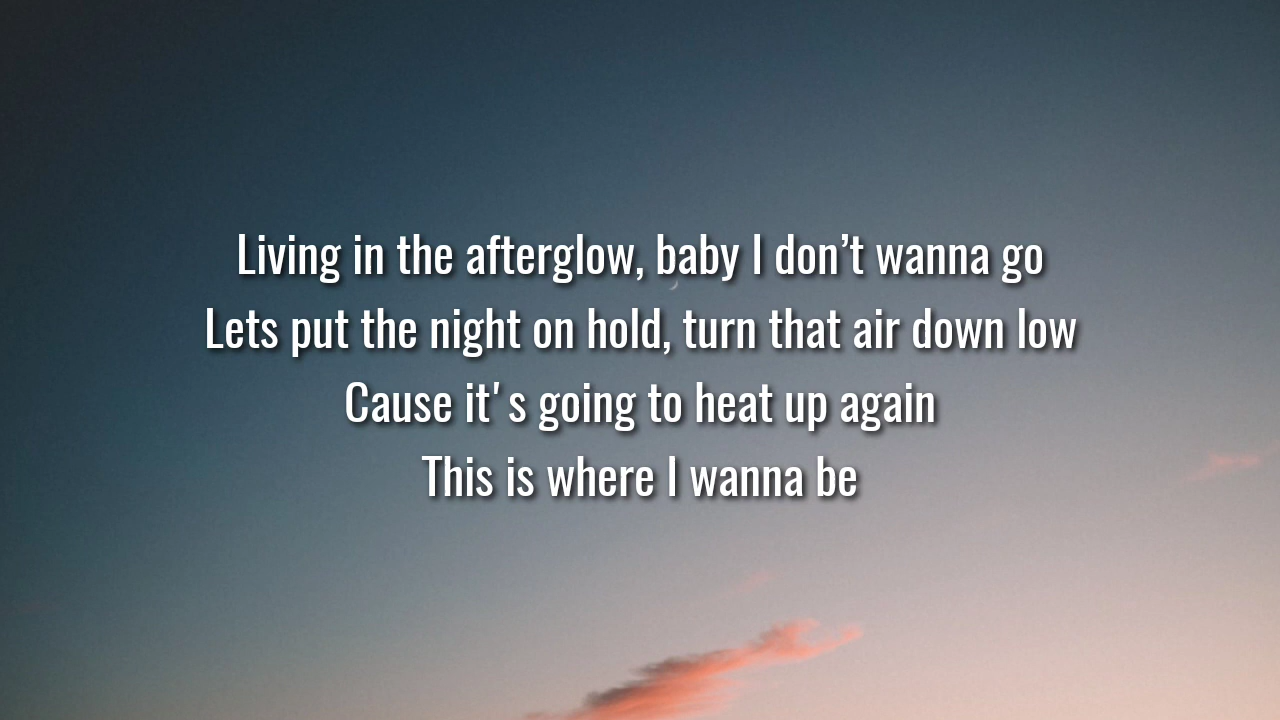 Living in the afterglow, baby I don’t wanna go
Lets put the night on hold, turn that air down low
Cause it's going to heat up again
This is where I wanna be